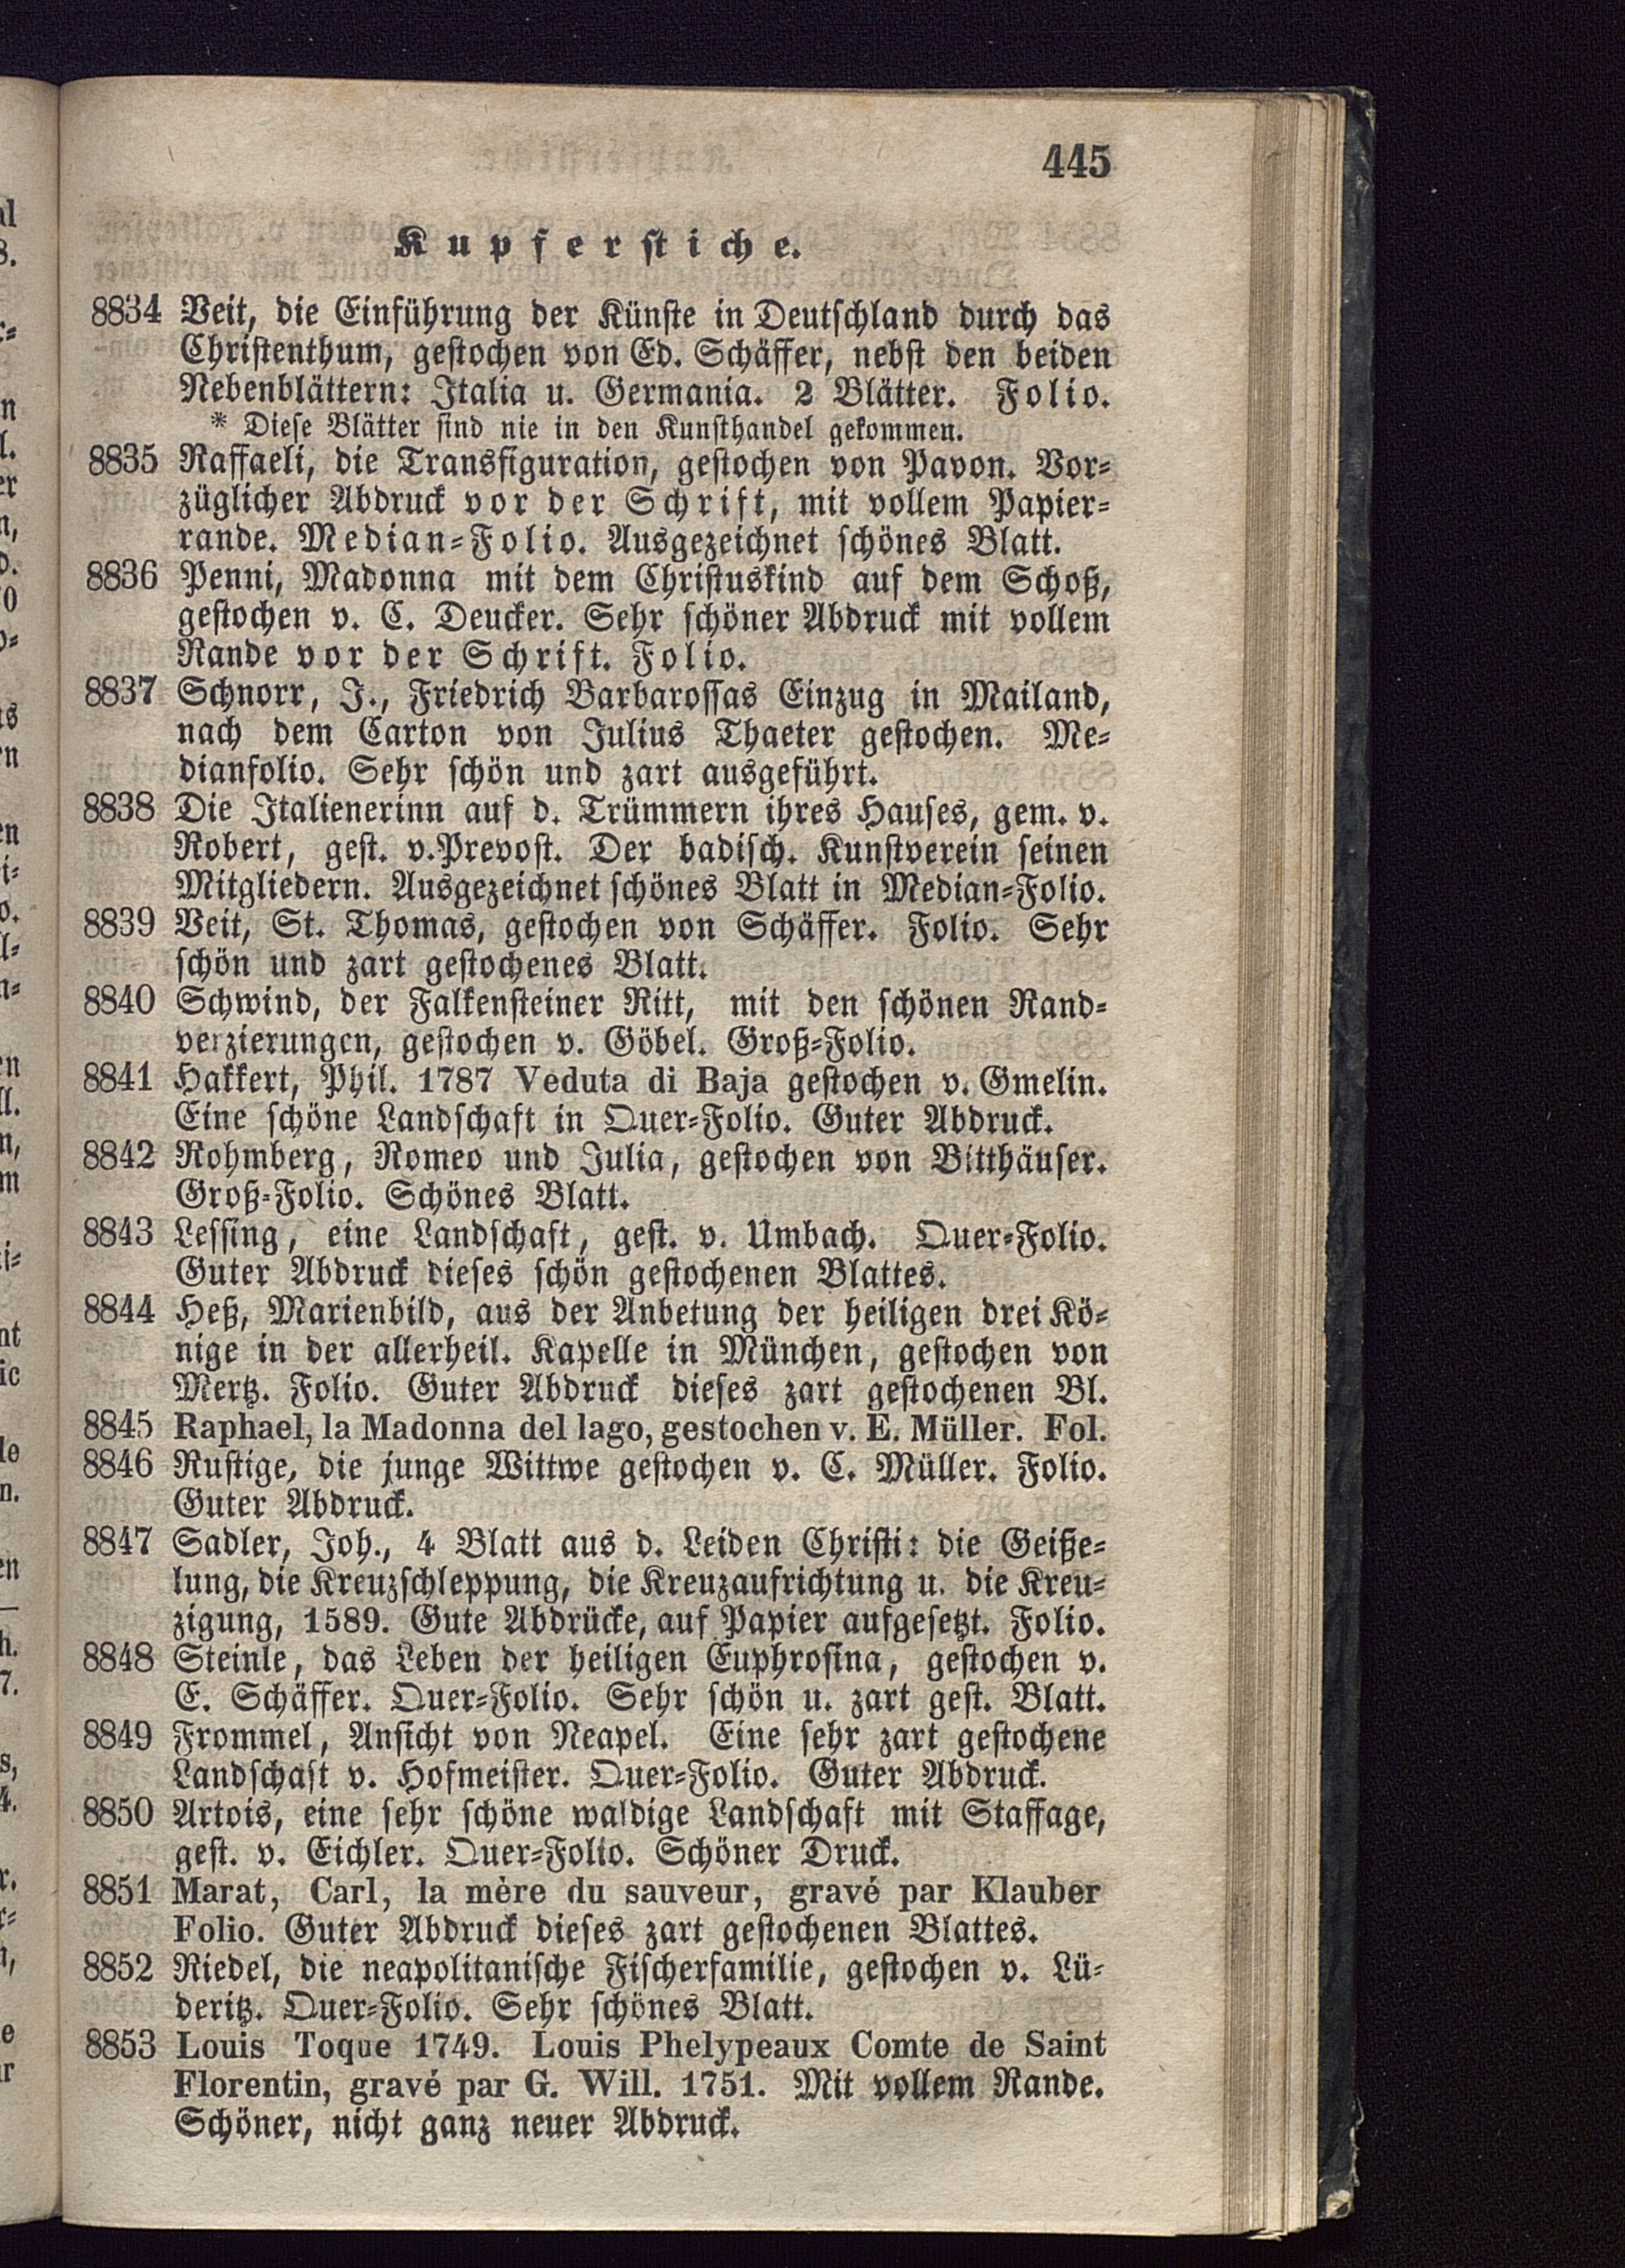 445
Kupferstiche.
8834 Veit, die Einführung der Künste in Deutschland durch das
Christenthum, gestochen von Ed. Schäffer, nebst den beiden
Nebenblättern: Italia u. Germania. 2 Blätter. Folio.
* Diese Blätter sind nie in den Kunsthandel gekommen.
8835 Raffaeli, die Transfiguration, gestochen von Pavon. Vor-
züglicher Abdruck vor der Schrift, mit vollem Papier-
rande. Median-Folio. Ausgezeichnet schönes Blatt.
8836 Penni, Madonna mit dem Christuskind auf dem Schoß,
gestochen v. C. Deucker. Sehr schöner Abdruck mit vollem
Rande vor der Schrift. Folio.
8837 Schnorr, J., Friedrich Barbarossas Einzug in Mailand,
nach dem Carton von Julius Thaeter gestochen. Me-
dianfolio. Sehr schön und zart ausgeführt.
8838 Die Italienerinn auf d. Trümmern ihres Hauses, gem. v.
Robert, gest. v. Prevost. Der badisch. Kunstverein seinen
Mitgliedern. Ausgezeichnet schönes Blatt in Median-Folio.
8839 Veit, St. Thomas, gestochen von Schäffer. Folio. Sehr
schön und zart gestochenes Blatt.
8840 Schwind, der Falkensteiner Ritt, mit den schönen Rand-
verzierungen, gestochen v. Göbel. Groß-Folio.
8841 Hakkert, Phil. 1787 Veduta di Baja gestochen v. Gmelin.
Eine schöne Landschaft in Quer-Folio. Guter Abdruck.
8842 Rohmberg, Romeo und Julia, gestochen von Bitthäuser.
Groß-Folio. Schönes Blatt.
8843 Lessing, eine Landschaft, gest. v. Umbach. Quer-Folio.
Guter Abdruck dieses schön gestochenen Blattes.
8844 Heß, Marienbild, aus der Anbetung der heiligen drei Kö-
nige in der allerheil. Kapelle in München, gestochen von
Mertz. Folio. Guter Abdruck dieses zart gestochenen Bl.
8845 Raphael, la Madonna del lago, gestochen v. E. Müller. Fol.
8846 Rustige, die junge Wittwe gestochen v. C. Müller. Folio.
Guter Abdruck.
8847 Sadler, Joh., 4 Blatt aus d. Leiden Christi: die Geiße-
lung, die Kreuzschleppung, die Kreuzaufrichtung u. die Kreu-
zigung, 1589. Gute Abdrücke, auf Papier aufgesetzt. Folio.
8848 Steinle, das Leben der heiligen Euphrosina, gestochen v.
E. Schäffer. Quer-Folio. Sehr schön u. zart gest. Blatt.
8849 Frommel, Ansicht von Neapel. Eine sehr zart gestochene
Landschaft v. Hofmeister. Quer-Folio. Guter Abdruck.
8850 Artois, eine sehr schöne waldige Landschaft mit Staffage,
gest. v. Eichler. Quer-Folio. Schöner Druck.
8851 Marat, Carl, la mère du sauveur, gravé par Klauber
Folio. Guter Abdruck dieses zart gestochenen Blattes.
8852 Riedel, die neapolitanische Fischerfamilie, gestochen v. Lü-
deritz. Quer-Folio. Sehr schönes Blatt.
8853 Louis Toque 1749. Louis Phelypeaux Comte de Saint
Florentin, gravé par G. Will. 1751. Mit vollem Rande.
Schöner, nicht ganz neuer Abdruck.